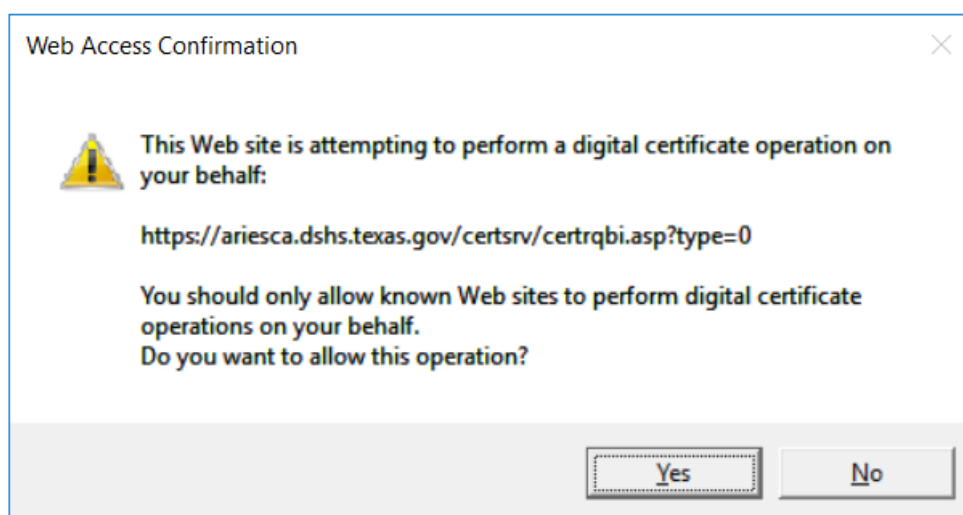 Web Access Confirmation
This Web site is attempting to perform a digital certificate operation on
your behalf:
https://ariesca.dshs.texas.gov/certsrv/certrqbi.asp?type=0
You should only allow known Web sites to perform digital certificate
operations on your behalf.
Do you want to allow this operation?
Yes No